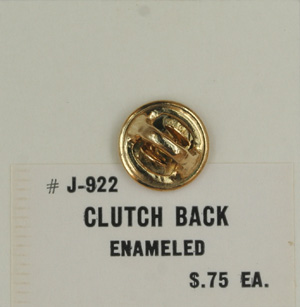 # J-922
CLUTCH BACK
ENAMELED
$.75 EA.